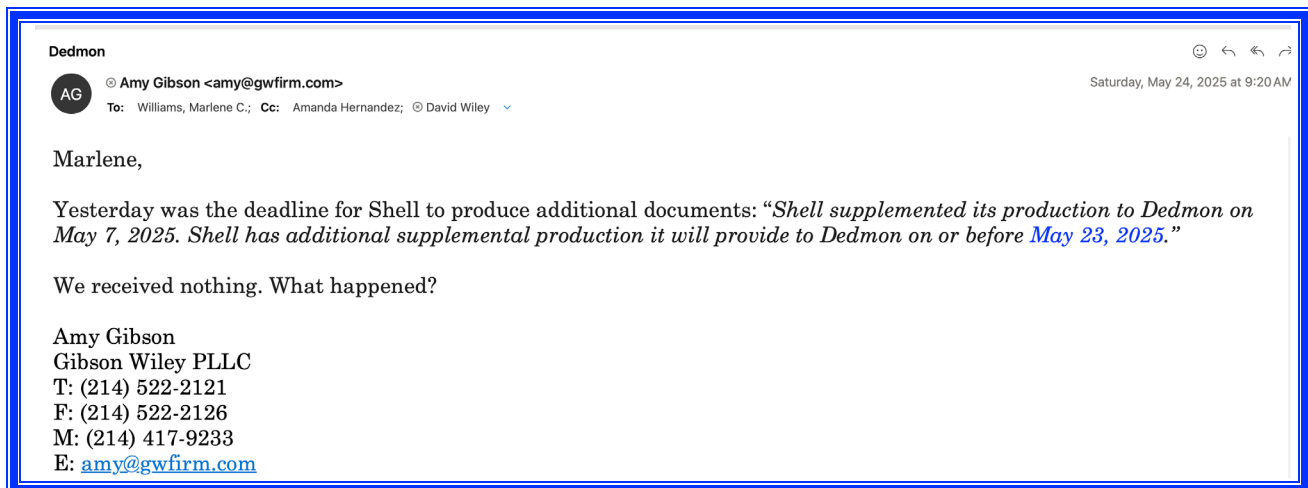 Dedmon
AG
Amy Gibson <amy@gwfirm.com>
Saturday, May 24, 2025 at 9:20 AM
To: Williams, Marlene C.; Cc: Amanda Hernandez; David Wiley
Marlene,
Yesterday was the deadline for Shell to produce additional documents: “Shell supplemented its production to Dedmon on
May 7, 2025. Shell has additional supplemental production it will provide to Dedmon on or before May 23, 2025.”
We received nothing. What happened?
Amy Gibson
Gibson Wiley PLLC
T: (214) 522-2121
F: (214) 522-2126
M: (214) 417-9233
E: amy@gwfirm.com